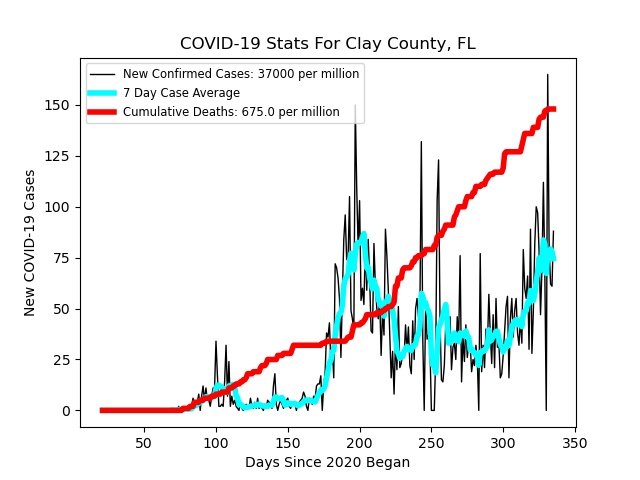 COVID-19 Stats For Clay County, FL
New Confirmed Cases: 37000 per million
7 Day Case Average
Cumulative Deaths: 675.0 per million
New COVID-19 Cases
150
125
100
75
50
25
0
50 100 150 200 250 300 350
Days Since 2020 Began